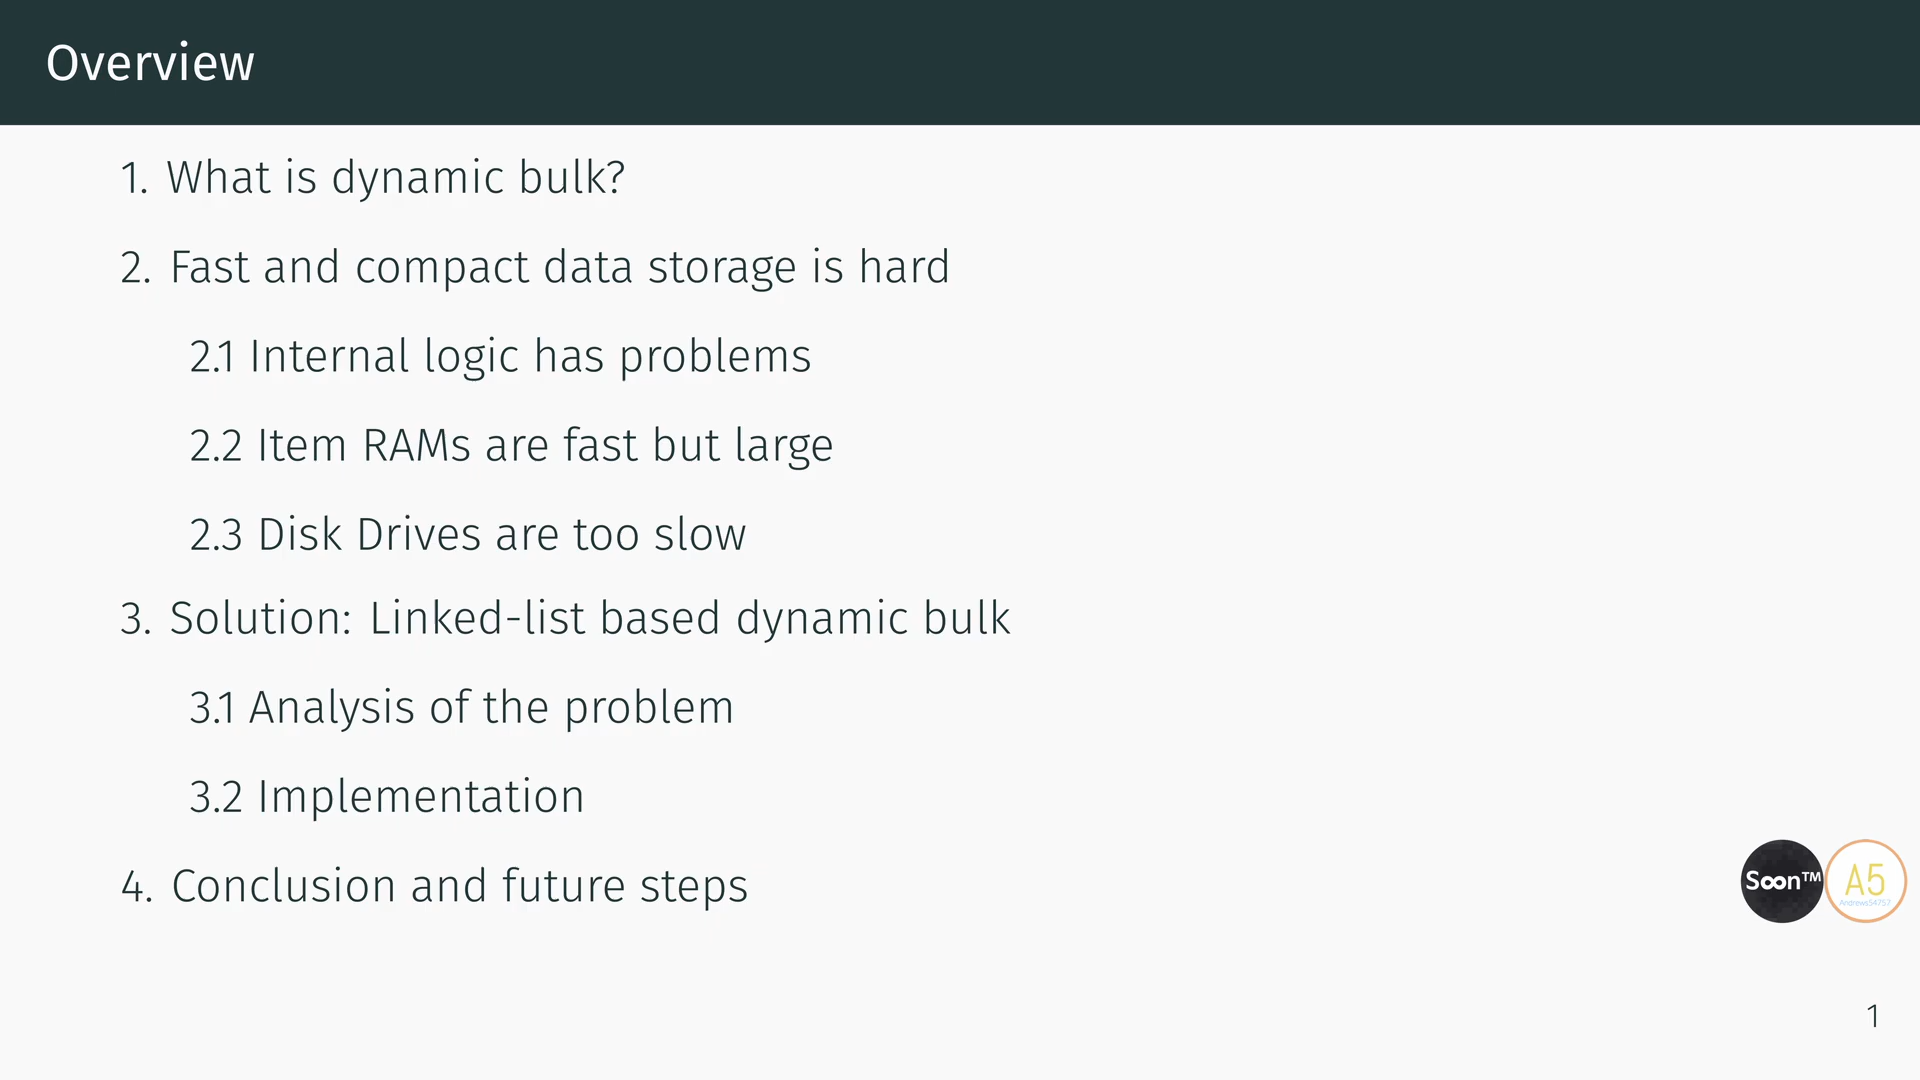 Overview
1. What is dynamic bulk?
2. Fast and compact data storage is hard
2.1 Internal logic has problems
2.2 Item RAMs are fast but large
2.3 Disk Drives are too slow
3. Solution: Linked-list based dynamic bulk
3.1 Analysis of the problem
3.2 Implementation
4. Conclusion and future steps
Soon™
A5
Andrews54757
1